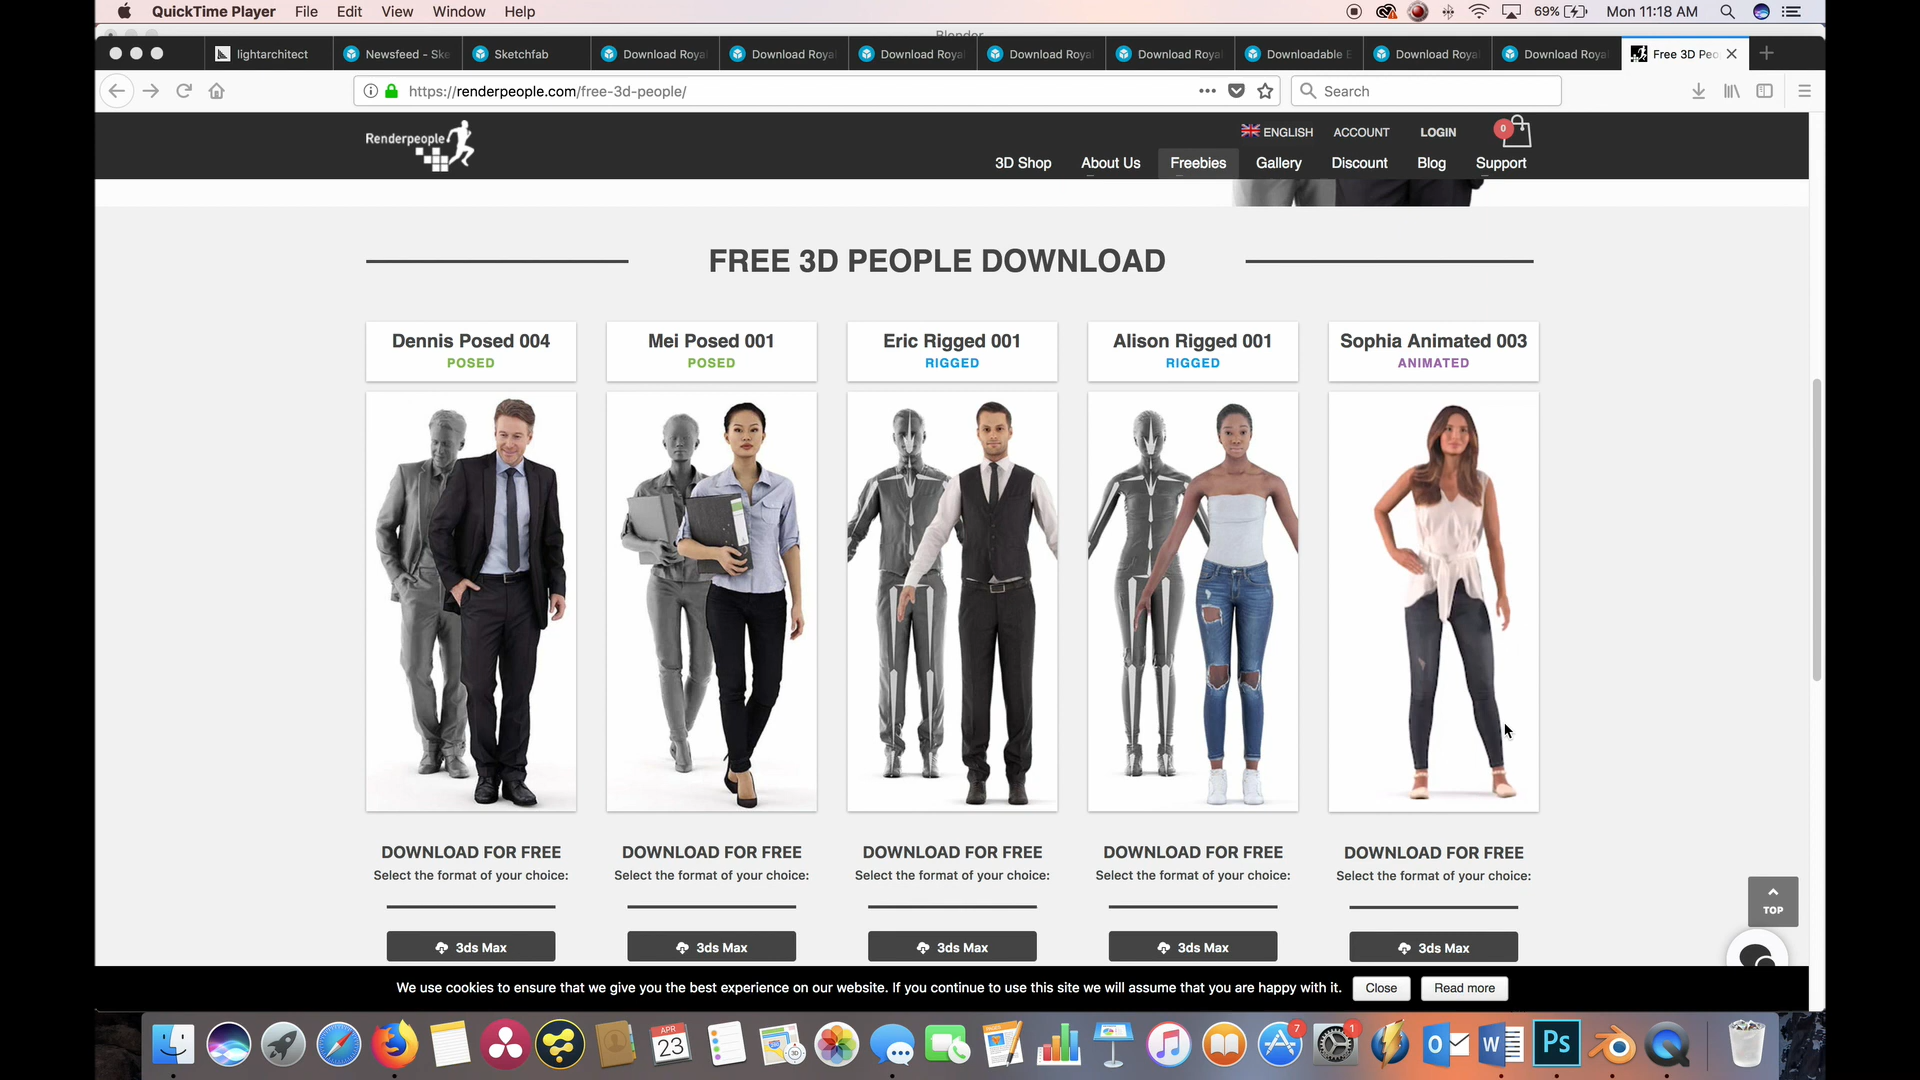 QuickTime Player File Edit View Window Help 69% Mon 11:18 AM
Blender
lightarchitect Newsfeed - Ske Sketchfab Download Roya Download Roya Download Roya Download Roya Download Roya Downloadable E Download Roya Download Roya Free 3D Peo
https://renderpeople.com/free-3d-people/ Search
Renderpeople
ENGLISH ACCOUNT LOGIN 0
3D Shop About Us Freebies Gallery Discount Blog Support
FREE 3D PEOPLE DOWNLOAD
Dennis Posed 004 Mei Posed 001 Eric Rigged 001 Alison Rigged 001 Sophia Animated 003
POSED POSED RIGGED RIGGED ANIMATED
DOWNLOAD FOR FREE DOWNLOAD FOR FREE DOWNLOAD FOR FREE DOWNLOAD FOR FREE DOWNLOAD FOR FREE
Select the format of your choice: Select the format of your choice: Select the format of your choice: Select the format of your choice: Select the format of your choice:
TOP
3ds Max 3ds Max 3ds Max 3ds Max 3ds Max
We use cookies to ensure that we give you the best experience on our website. If you continue to use this site we will assume that you are happy with it. Close Read more
APR
23
7
1
Ps